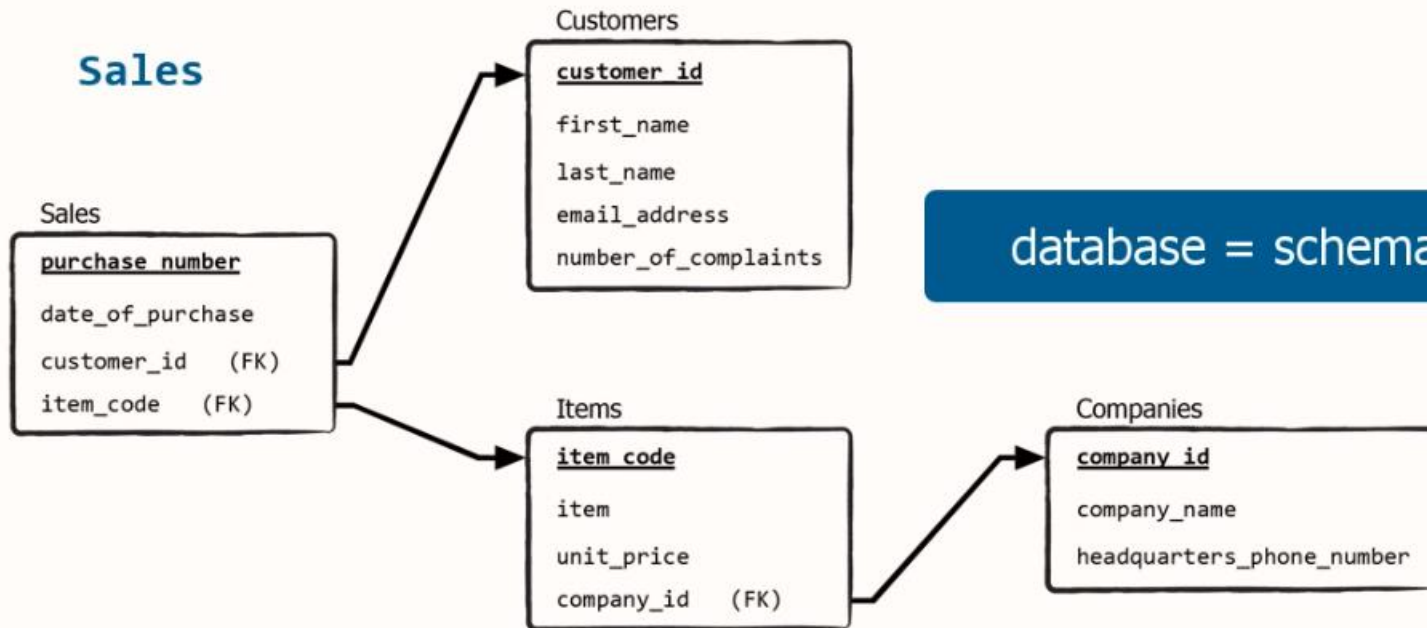 Sales
Customers
customer_id
first_name
last_name
email_address
number_of_complaints
database = schema
Sales
purchase_number
date_of_purchase
customer_id (FK)
item_code (FK)
Items
item_code
item
unit_price
company_id (FK)
Companies
company_id
company_name
headquarters_phone_number